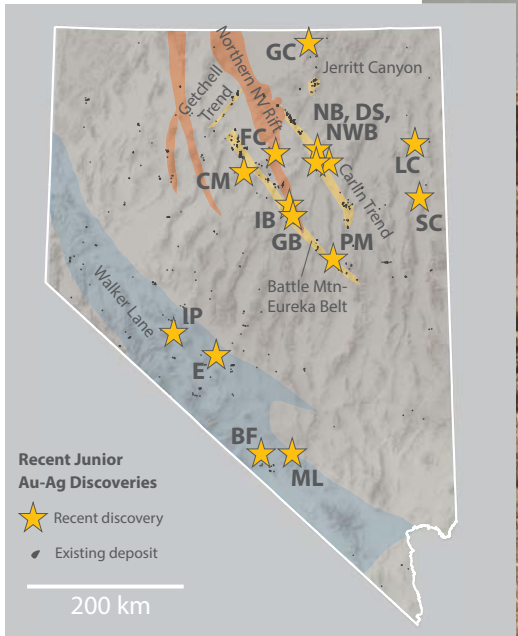 GC
Jerritt Canyon
Northern NV Rift
Getchell
Trend
NB, DS,
NWB
FC
LC
CM
Carlin Trend
SC
IB
GB
PM
Battle Mtn-
Eureka Belt
Walker Lane
IP
E
BF
ML
Recent Junior
Au-Ag Discoveries
Recent discovery
Existing deposit
200 km